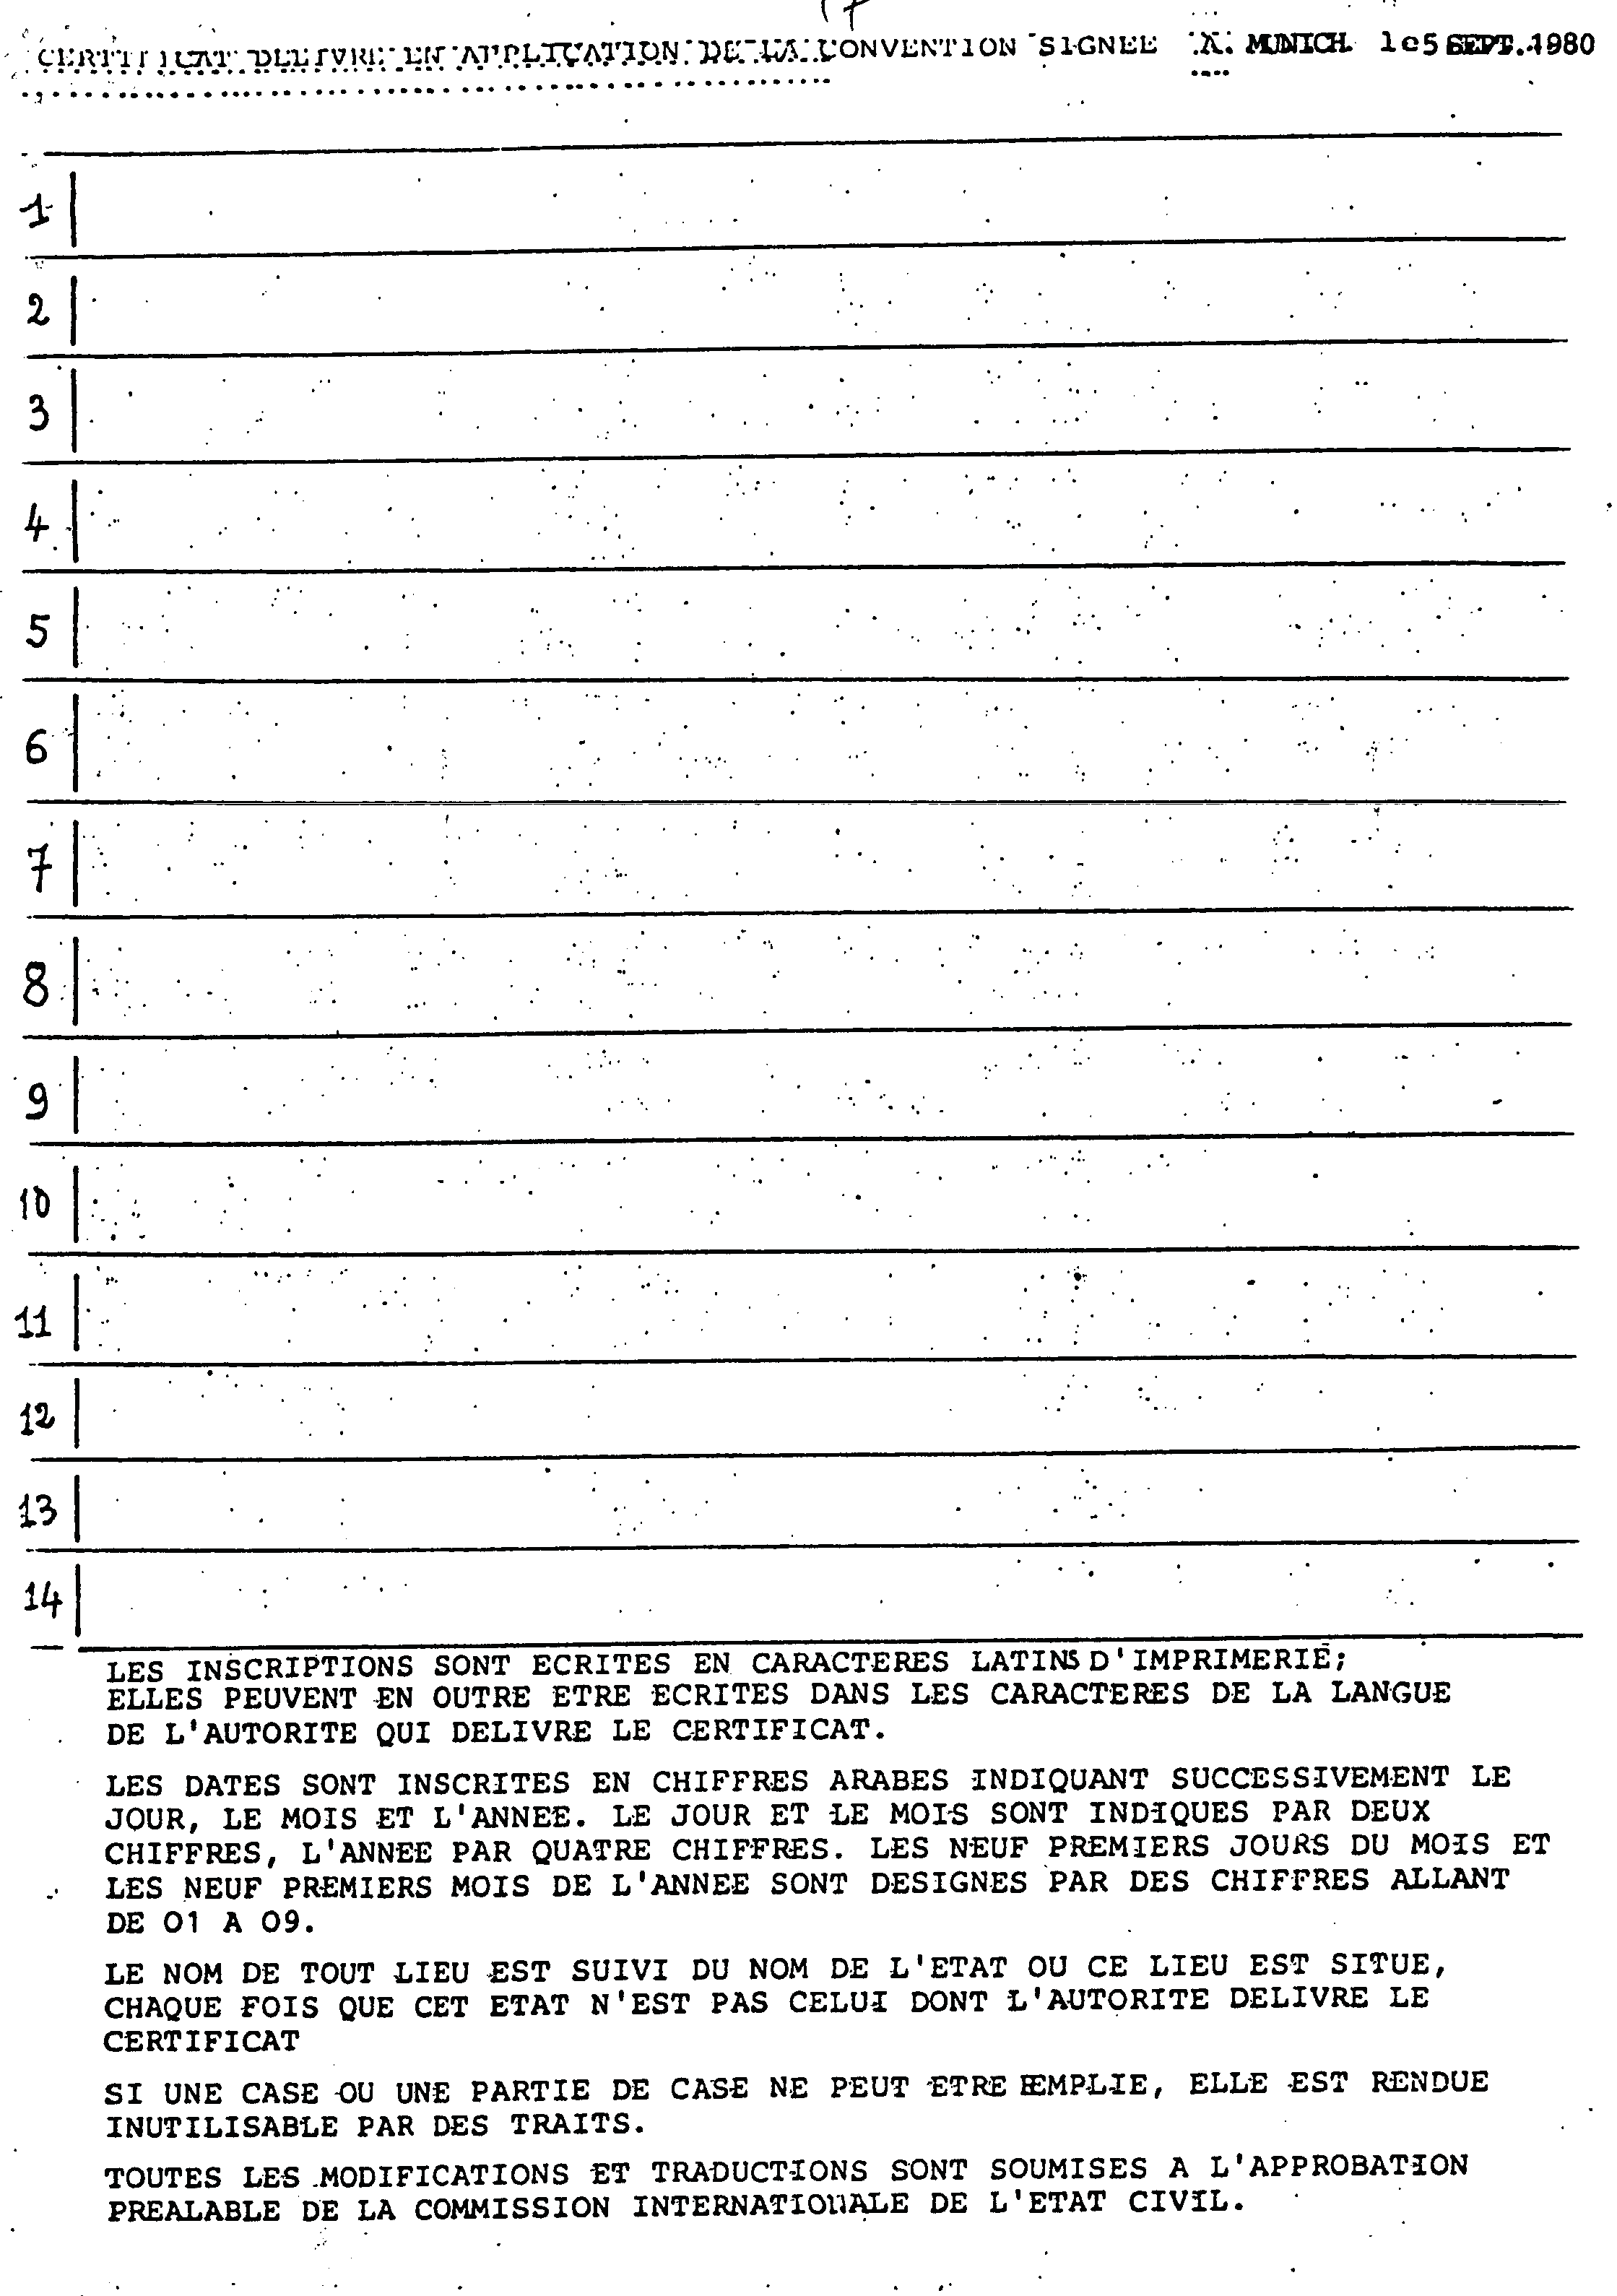 17
CERTIFICAT DELIVRE EN APPLICATION DE LA CONVENTION SIGNEE A MUNICH le 5 SEPT. 1980
1
2
3
4
5
6
7
8
9
10
11
12
13
14
LES INSCRIPTIONS SONT ECRITES EN CARACTERES LATINS D'IMPRIMERIE;
ELLES PEUVENT EN OUTRE ETRE ECRITES DANS LES CARACTERES DE LA LANGUE
DE L'AUTORITE QUI DELIVRE LE CERTIFICAT.
LES DATES SONT INSCRITES EN CHIFFRES ARABES INDIQUANT SUCCESSIVEMENT LE
JOUR, LE MOIS ET L'ANNEE. LE JOUR ET LE MOIS SONT INDIQUES PAR DEUX
CHIFFRES, L'ANNEE PAR QUATRE CHIFFRES. LES NEUF PREMIERS JOURS DU MOIS ET
LES NEUF PREMIERS MOIS DE L'ANNEE SONT DESIGNES PAR DES CHIFFRES ALLANT
DE 01 A 09.
LE NOM DE TOUT LIEU EST SUIVI DU NOM DE L'ETAT OU CE LIEU EST SITUE,
CHAQUE FOIS QUE CET ETAT N'EST PAS CELUI DONT L'AUTORITE DELIVRE LE
CERTIFICAT
SI UNE CASE OU UNE PARTIE DE CASE NE PEUT ETRE REMPLIE, ELLE EST RENDUE
INUTILISABLE PAR DES TRAITS.
TOUTES LES MODIFICATIONS ET TRADUCTIONS SONT SOUMISES A L'APPROBATION
PREALABLE DE LA COMMISSION INTERNATIONALE DE L'ETAT CIVIL.